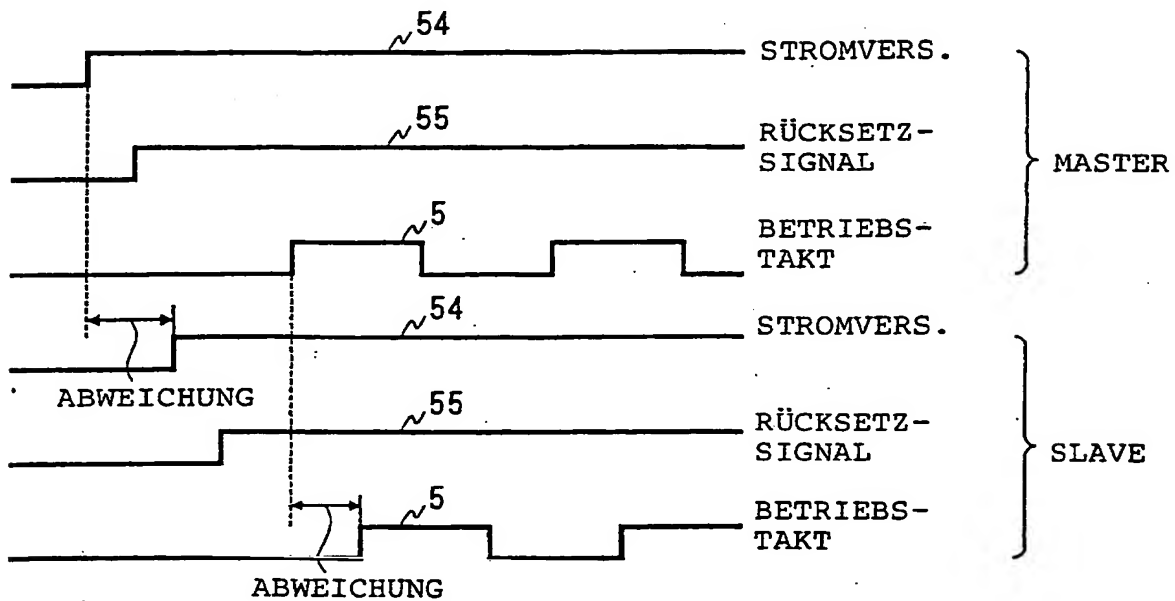 54
STROMVERS.
55
RÜCKSETZ-
SIGNAL
MASTER
5
BETRIEBS-
TAKT
54
STROMVERS.
ABWEICHUNG
55
RÜCKSETZ-
SIGNAL
SLAVE
5
BETRIEBS-
TAKT
ABWEICHUNG